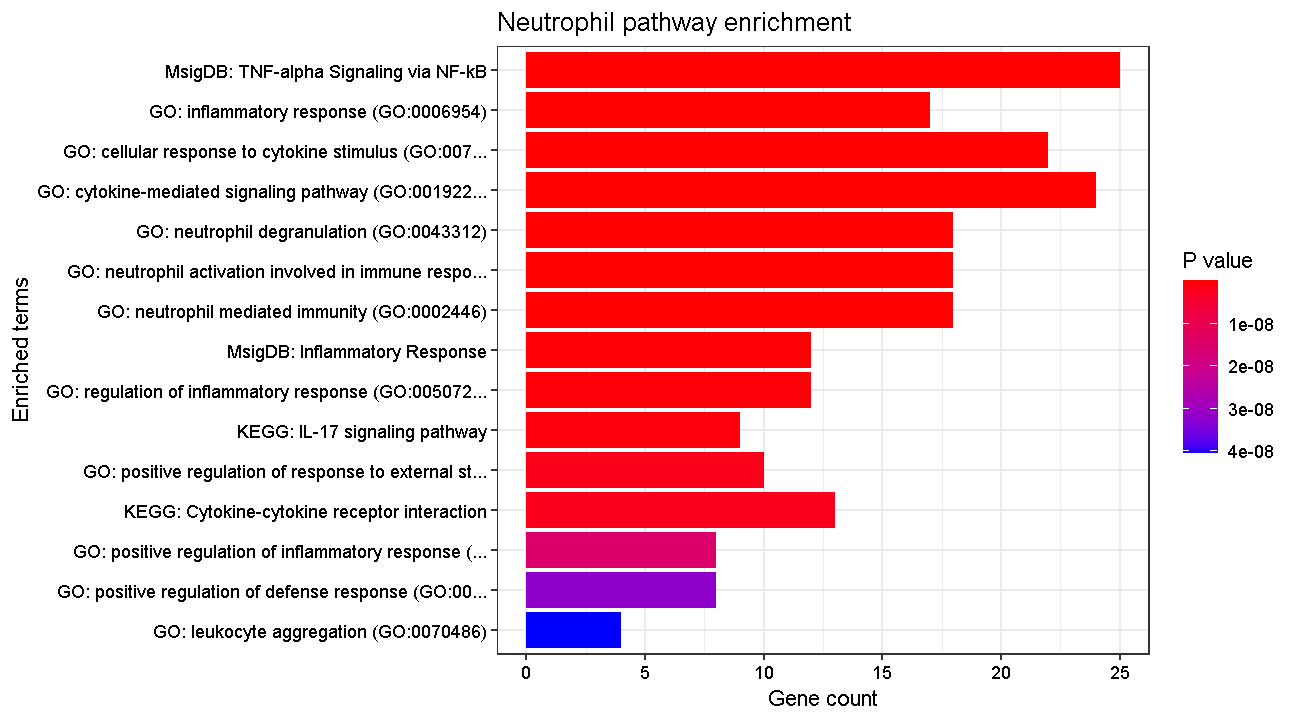 Neutrophil pathway enrichment
MsigDB: TNF-alpha Signaling via NF-kB
GO: inflammatory response (GO:0006954)
GO: cellular response to cytokine stimulus (GO:007...
GO: cytokine-mediated signaling pathway (GO:001922...
GO: neutrophil degranulation (GO:0043312)
GO: neutrophil activation involved in immune respo...
GO: neutrophil mediated immunity (GO:0002446)
MsigDB: Inflammatory Response
GO: regulation of inflammatory response (GO:005072...
KEGG: IL-17 signaling pathway
GO: positive regulation of response to external st...
KEGG: Cytokine-cytokine receptor interaction
GO: positive regulation of inflammatory response (...
GO: positive regulation of defense response (GO:00...
GO: leukocyte aggregation (GO:0070486)
Enriched terms
0 5 10 15 20 25
Gene count
P value
1e-08
2e-08
3e-08
4e-08